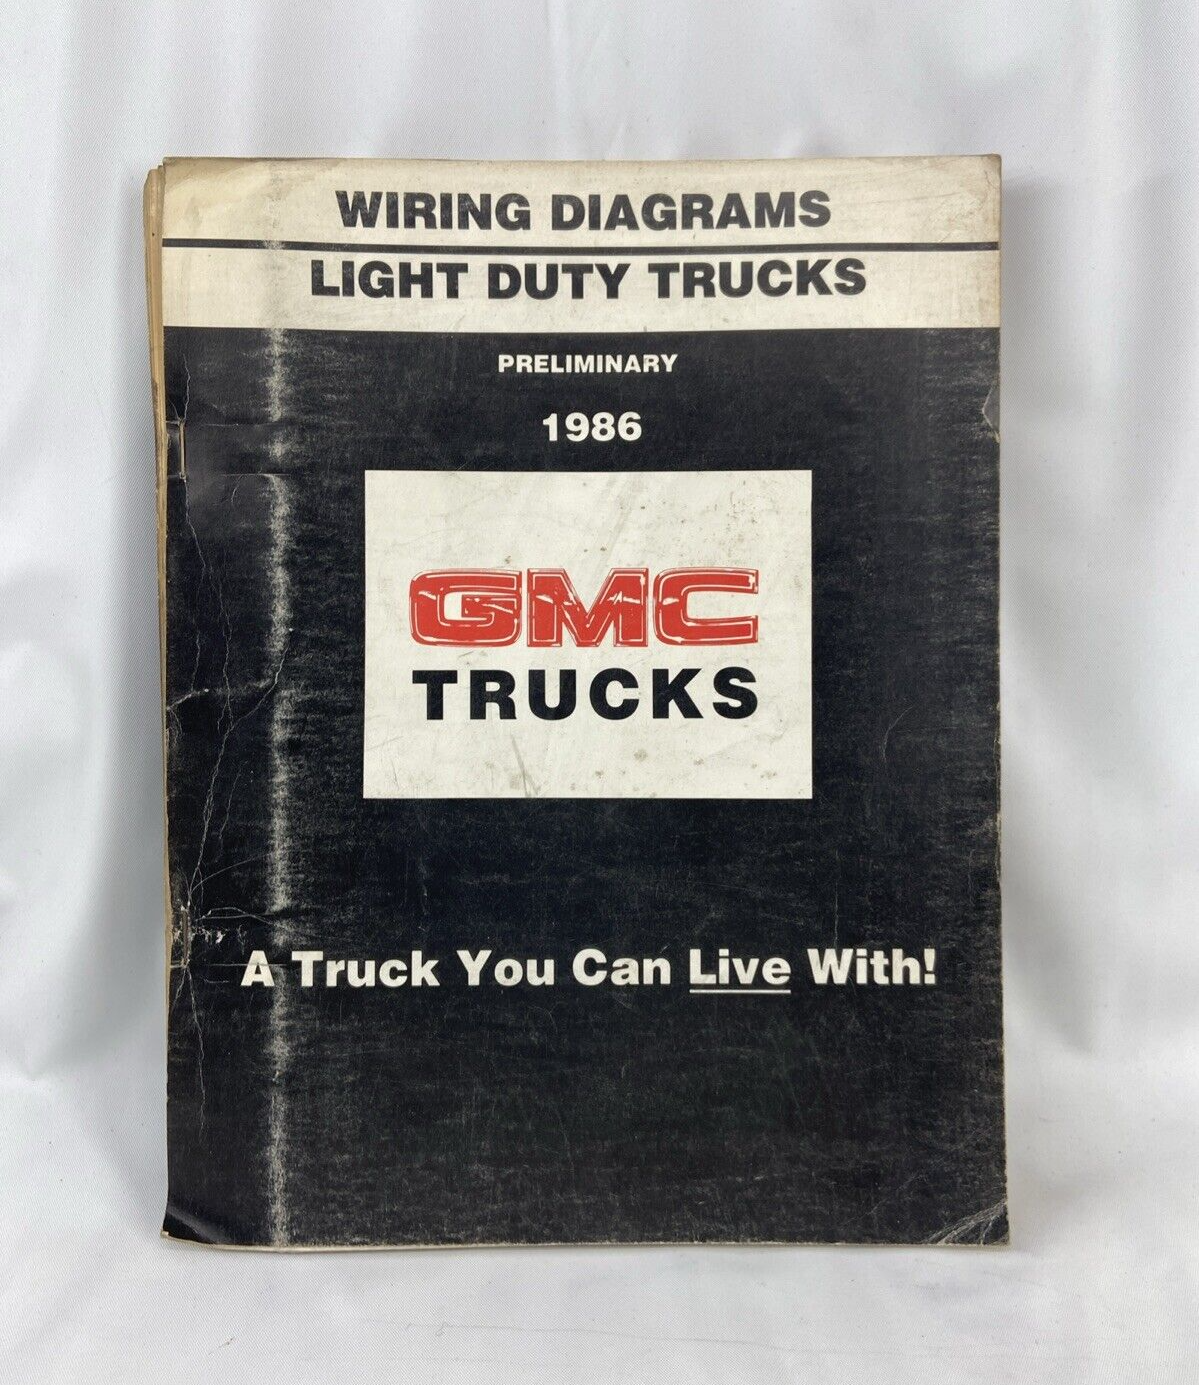 WIRING DIAGRAMS
LIGHT DUTY TRUCKS
PRELIMINARY
1986
GMC
TRUCKS
A Truck You Can Live With!